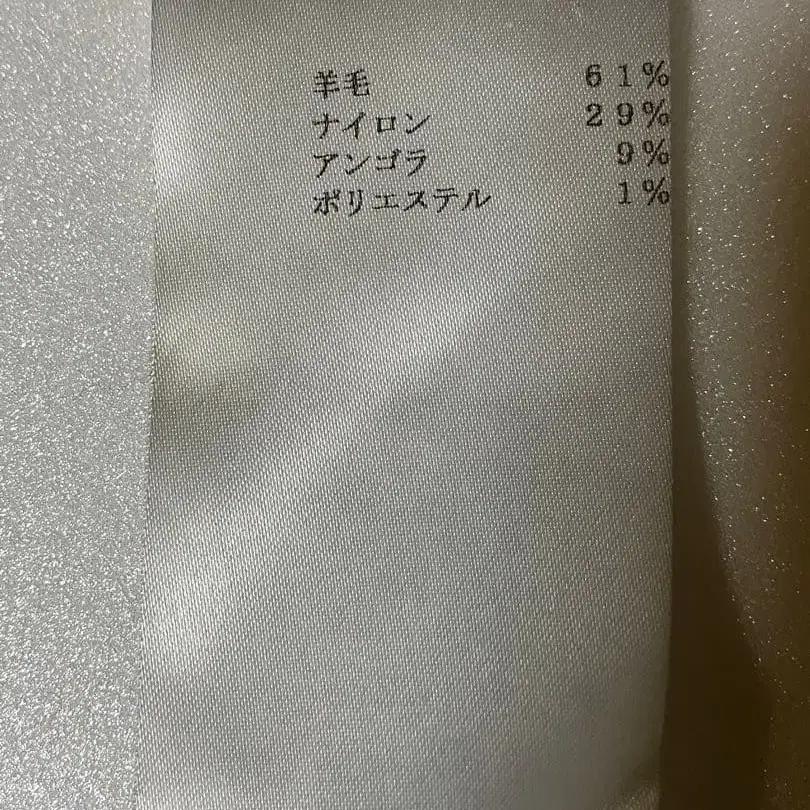 羊毛 61%
ナイロン 29%
アンゴラ 9%
ポリエステル 1%